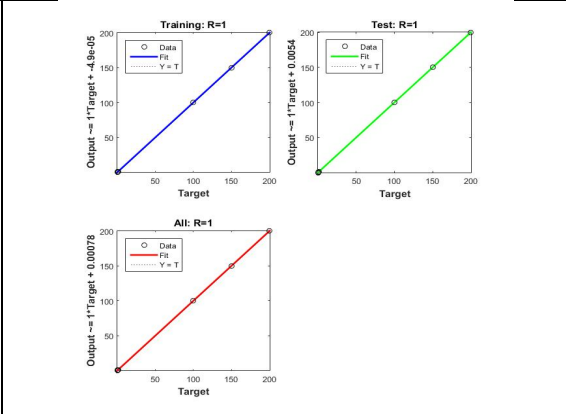 Training: R=1
Output ~= 1*Target + -4.9e-05
200
150
100
50
Data
Fit
Y = T
50 100 150 200
Target
Test: R=1
Output ~= 1*Target + 0.0054
200
150
100
50
Data
Fit
Y = T
50 100 150 200
Target
All: R=1
Output ~= 1*Target + 0.00078
200
150
100
50
Data
Fit
Y = T
50 100 150 200
Target